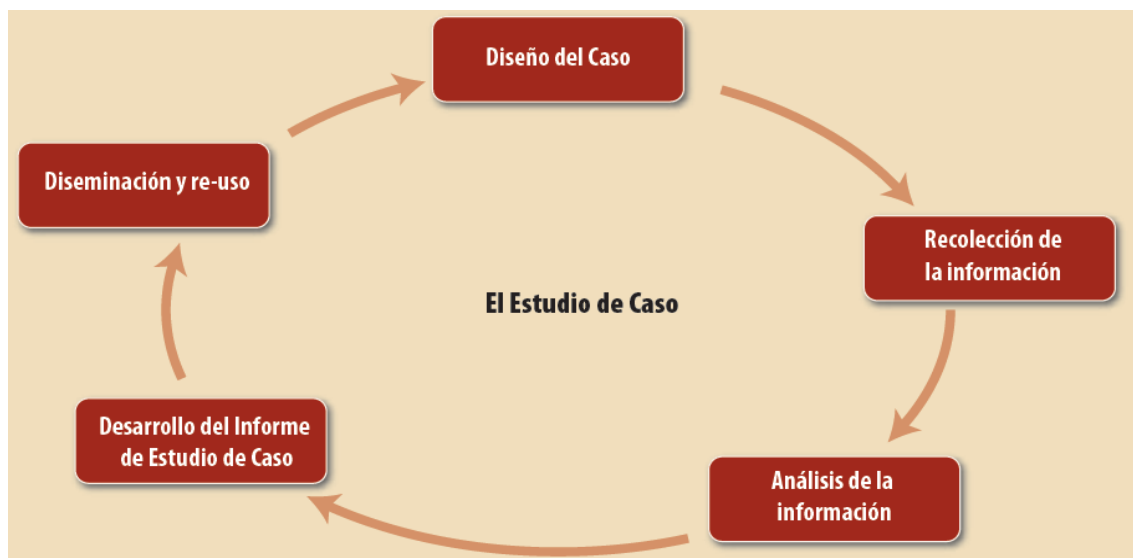 Diseño del Caso
Recolección de
la información
Análisis de la
información
Desarrollo del Informe
de Estudio de Caso
Diseminación y re-uso
El Estudio de Caso